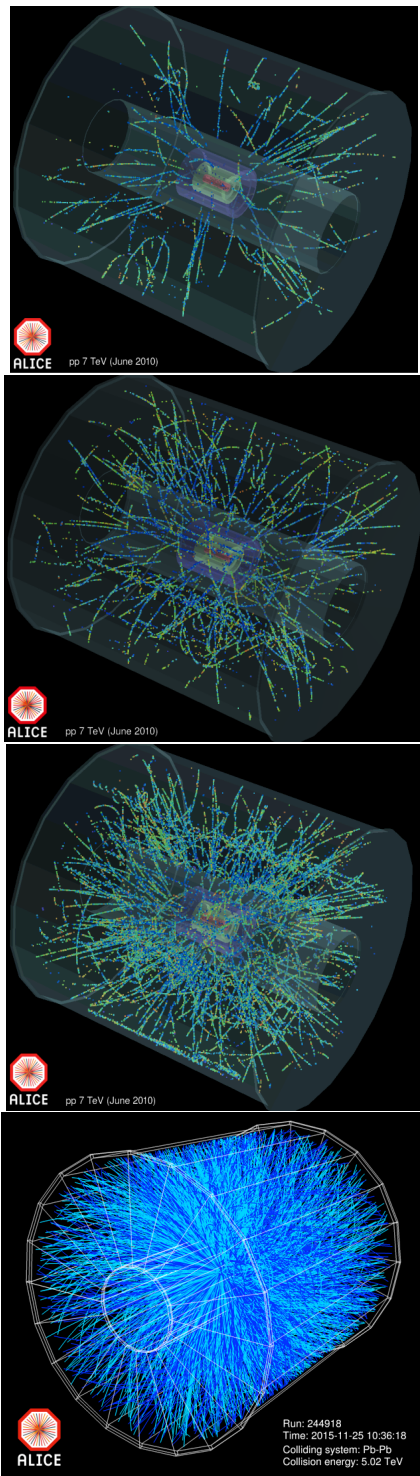 ALICE
pp 7 TeV (June 2010)
ALICE
pp 7 TeV (June 2010)
ALICE
pp 7 TeV (June 2010)
ALICE
Run: 244918
Time: 2015-11-25 10:36:18
Colliding system: Pb-Pb
Collision energy: 5.02 TeV